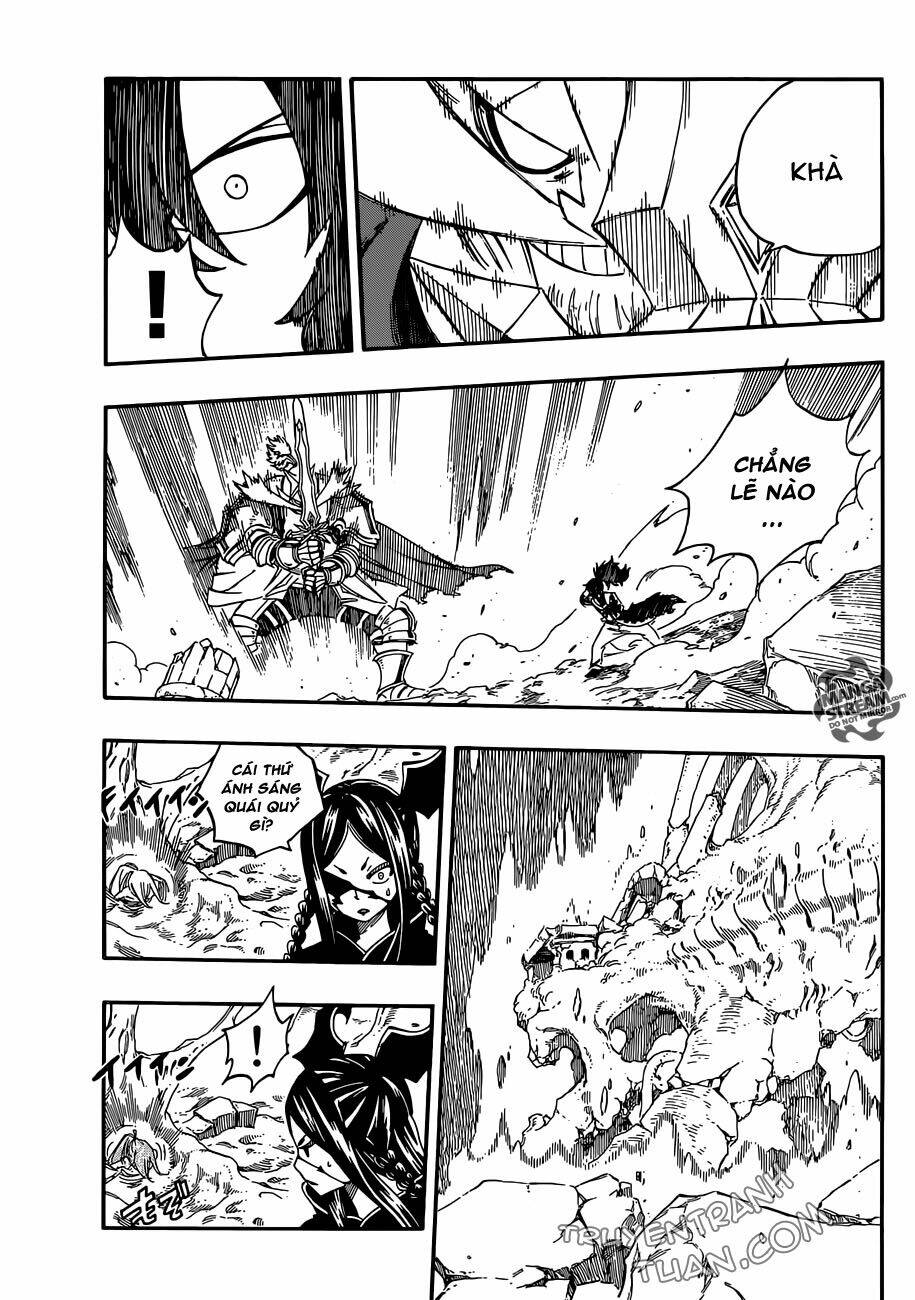 KHÀ
!
CHẲNG
LẼ NÀO
...
MANGA
STREAM.com
DO NOT MIRROR
CÁI THỨ
ÁNH SÁNG
QUÁI QUỶ
GÌ?
!
TRUYENTRANH
TUAN.COM